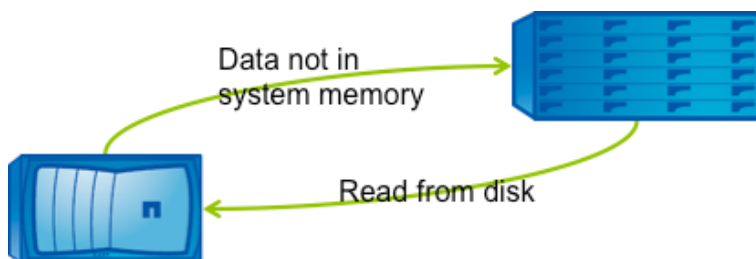 Data not in
system memory
Read from disk